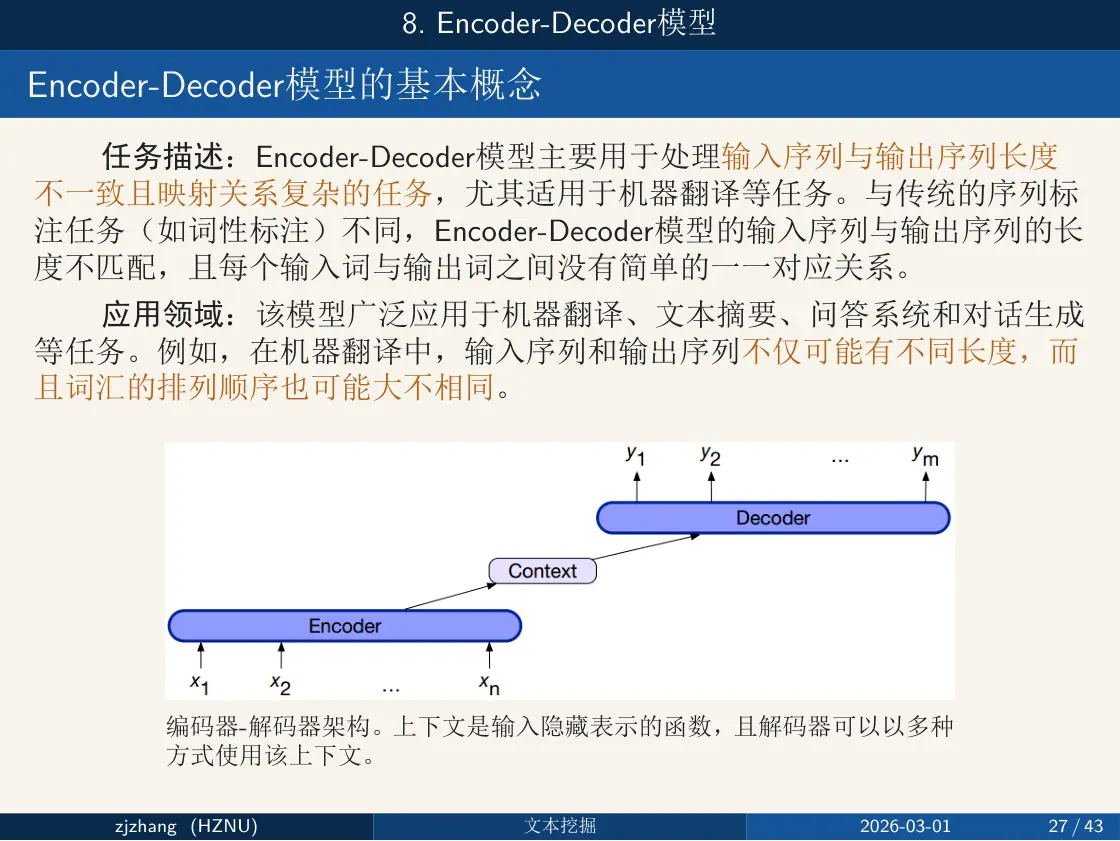 8. Encoder-Decoder模型
Encoder-Decoder模型的基本概念
任务描述：Encoder-Decoder模型主要用于处理输入序列与输出序列长度
不一致且映射关系复杂的任务，尤其适用于机器翻译等任务。与传统的序列标
注任务（如词性标注）不同，Encoder-Decoder模型的输入序列与输出序列的长
度不匹配，且每个输入词与输出词之间没有简单的一一对应关系。
应用领域：该模型广泛应用于机器翻译、文本摘要、问答系统和对话生成
等任务。例如，在机器翻译中，输入序列和输出序列不仅可能有不同长度，而
且词汇的排列顺序也可能大不相同。
y1 y2 ... ym
Decoder
Context
Encoder
x1 x2 ... xn
编码器-解码器架构。上下文是输入隐藏表示的函数，且解码器可以以多种
方式使用该上下文。
zjzhang (HZNU) 文本挖掘 2026-03-01 27 / 43